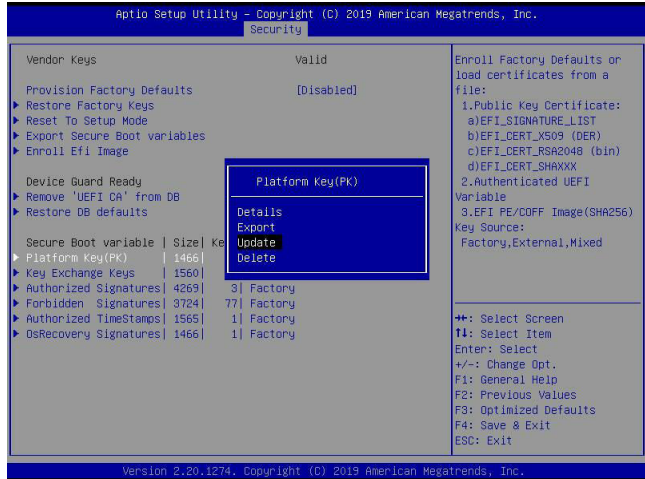 Aptio Setup Utility – Copyright (C) 2019 American Megatrends, Inc.
Security
Vendor Keys Valid
Provision Factory Defaults [Disabled]
Restore Factory Keys
Reset To Setup Mode
Export Secure Boot variables
Enroll Efi Image
Device Guard Ready
Remove 'UEFI CA' from DB
Restore DB defaults
Secure Boot variable | Size| Ke
Platform Key(PK) | 1466|
Key Exchange Keys | 1560|
Authorized Signatures| 4269| 3| Factory
Forbidden Signatures| 3724| 77| Factory
Authorized TimeStamps| 1565| 1| Factory
OsRecovery Signatures| 1466| 1| Factory
Platform Key(PK)
Details
Export
Update
Delete
Enroll Factory Defaults or
load certificates from a
file:
1.Public Key Certificate:
a)EFI_SIGNATURE_LIST
b)EFI_CERT_X509 (DER)
c)EFI_CERT_RSA2048 (bin)
d)EFI_CERT_SHAXXX
2.Authenticated UEFI
Variable
3.EFI PE/COFF Image(SHA256)
Key Source:
Factory,External,Mixed
→←: Select Screen
↑↓: Select Item
Enter: Select
+/-: Change Opt.
F1: General Help
F2: Previous Values
F3: Optimized Defaults
F4: Save & Exit
ESC: Exit
Version 2.20.1274. Copyright (C) 2019 American Megatrends, Inc.